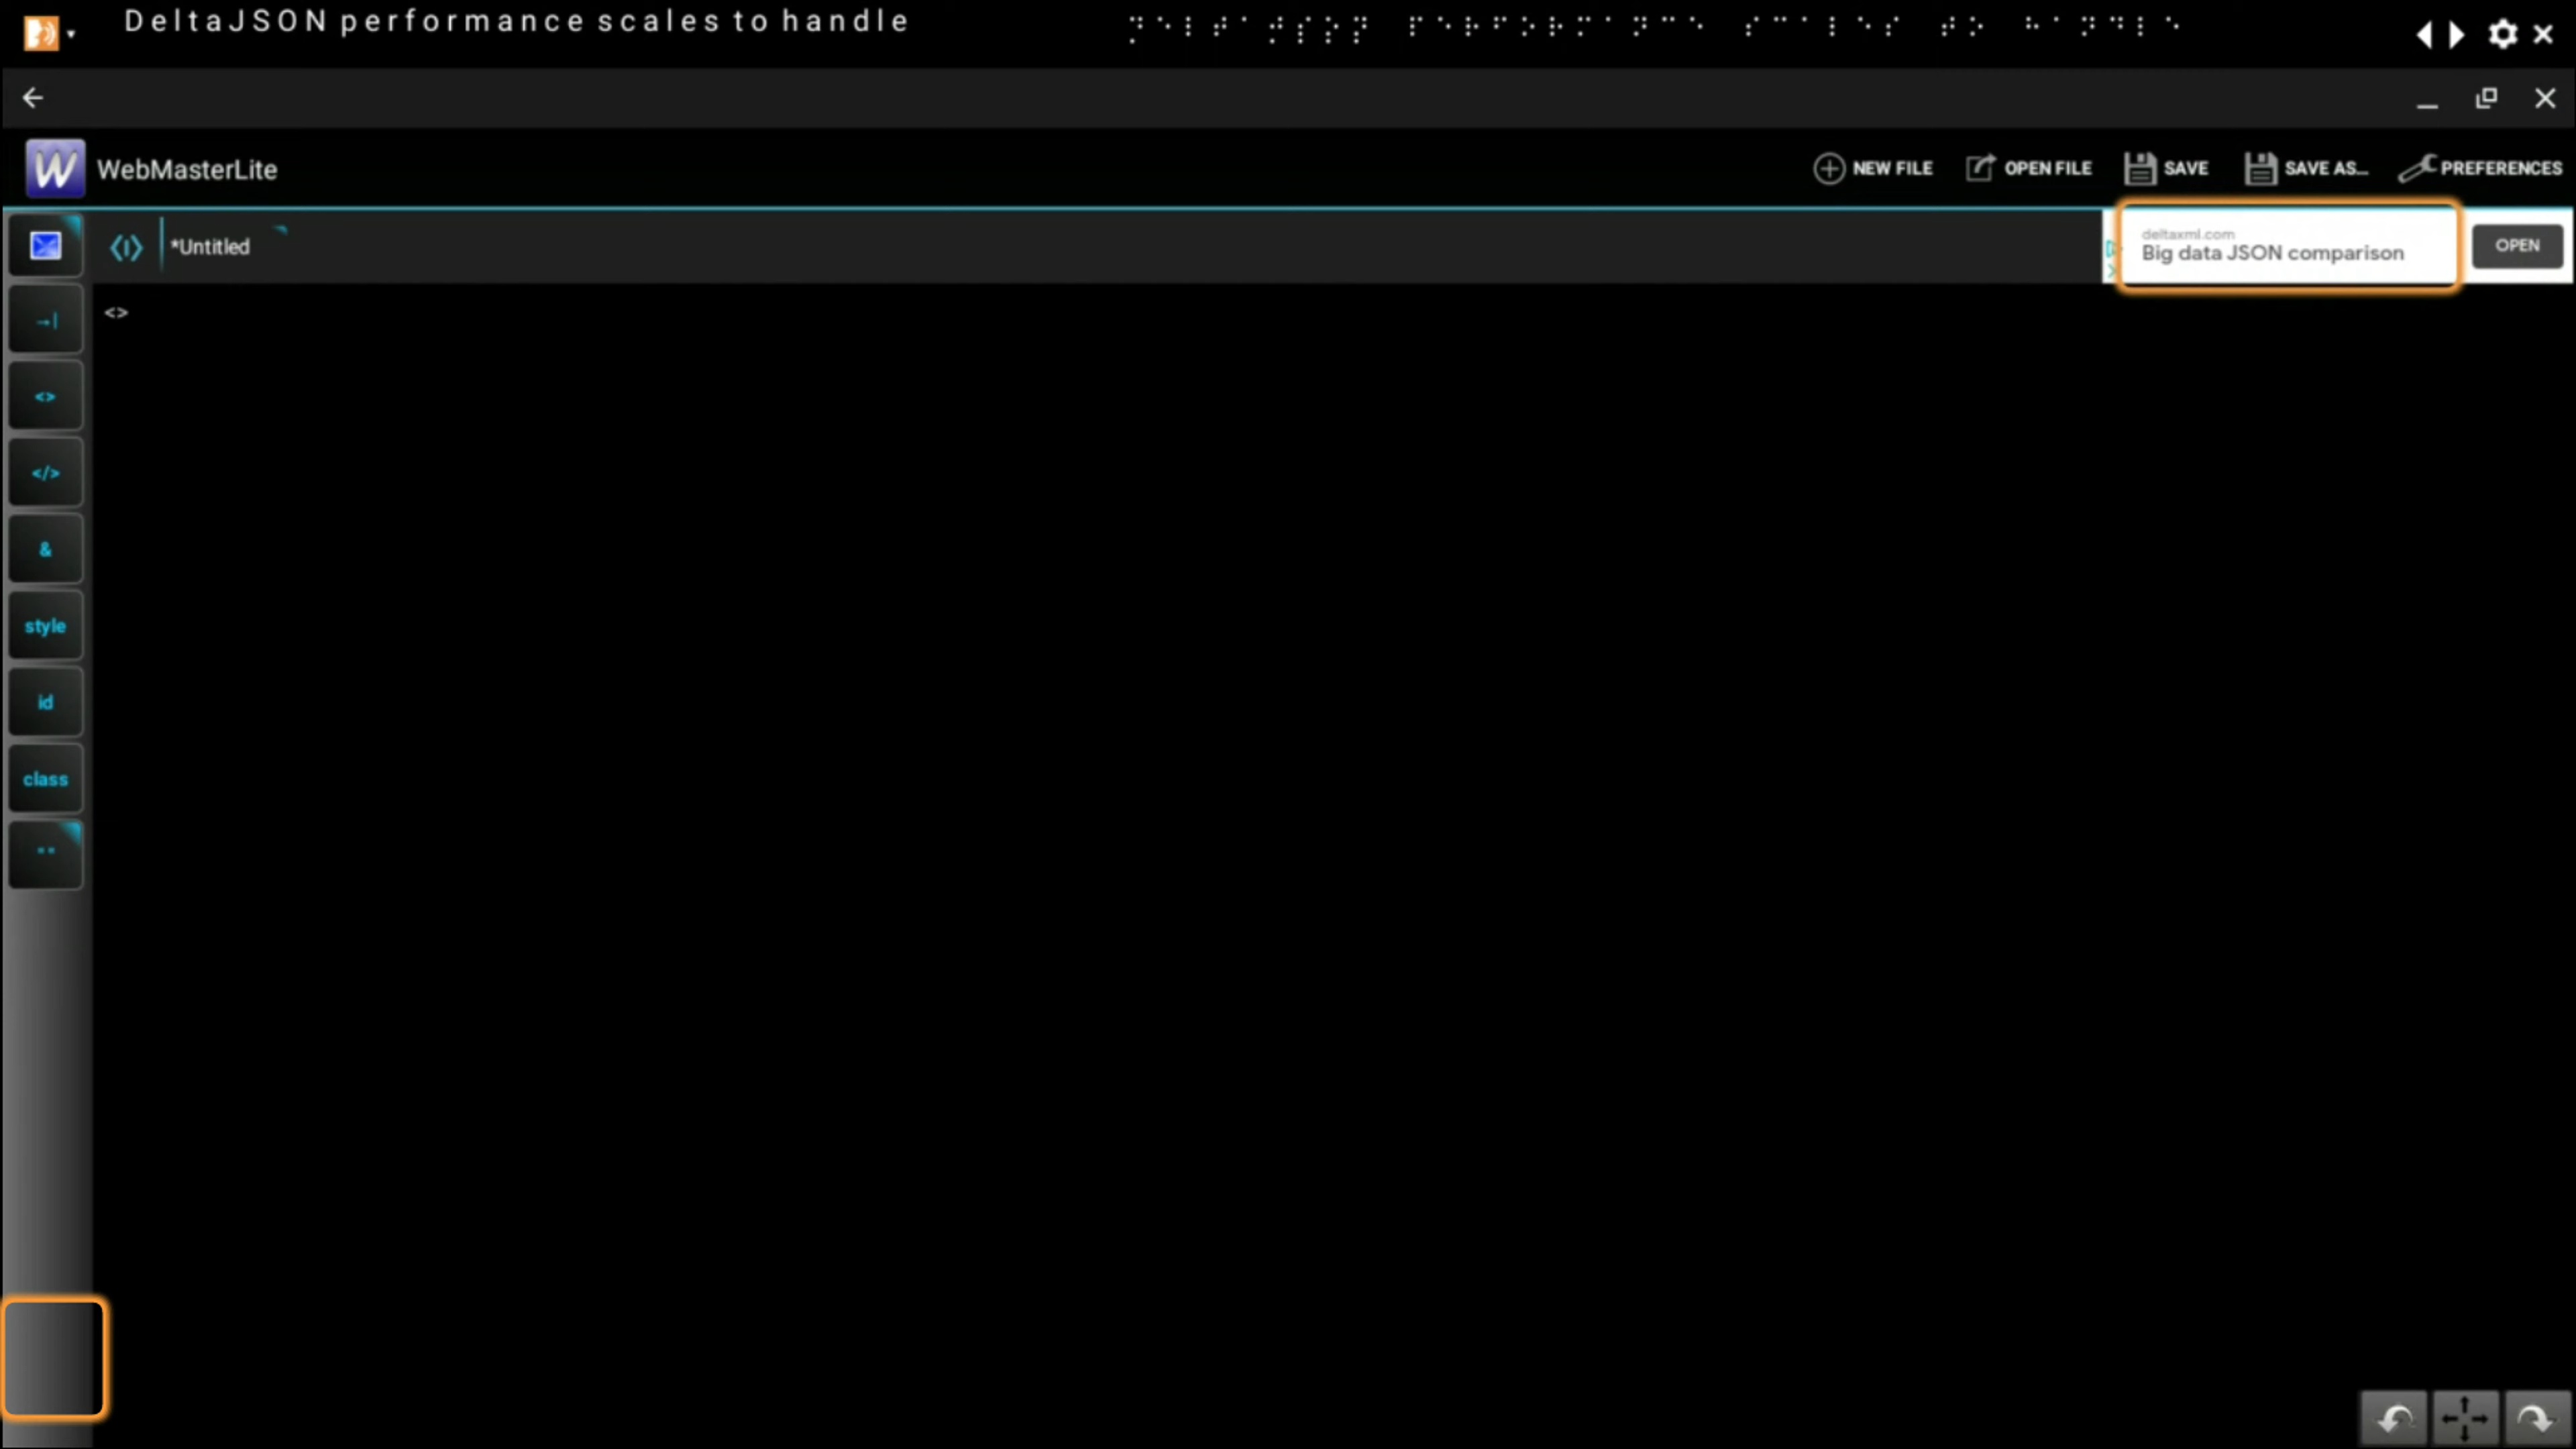 DeltaJSON performance scales to handle
WebMasterLite
NEW FILE
OPEN FILE
SAVE
SAVE AS...
PREFERENCES
*Untitled
deltaxml.com
Big data JSON comparison
OPEN
<>
→|
<>
</>
&
style
id
class
""